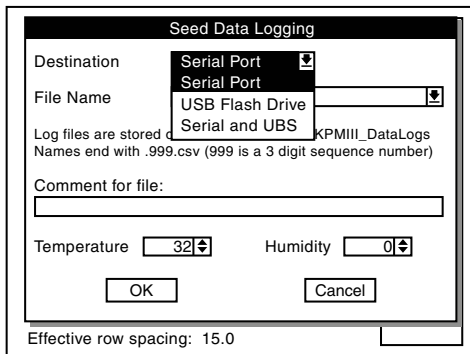 Seed Data Logging
Destination Serial Port
Serial Port
File Name
USB Flash Drive
Serial and UBS
Log files are stored KPMIII_DataLogs
Names end with .999.csv (999 is a 3 digit sequence number)
Comment for file:
Temperature 32 Humidity 0
OK Cancel
Effective row spacing: 15.0